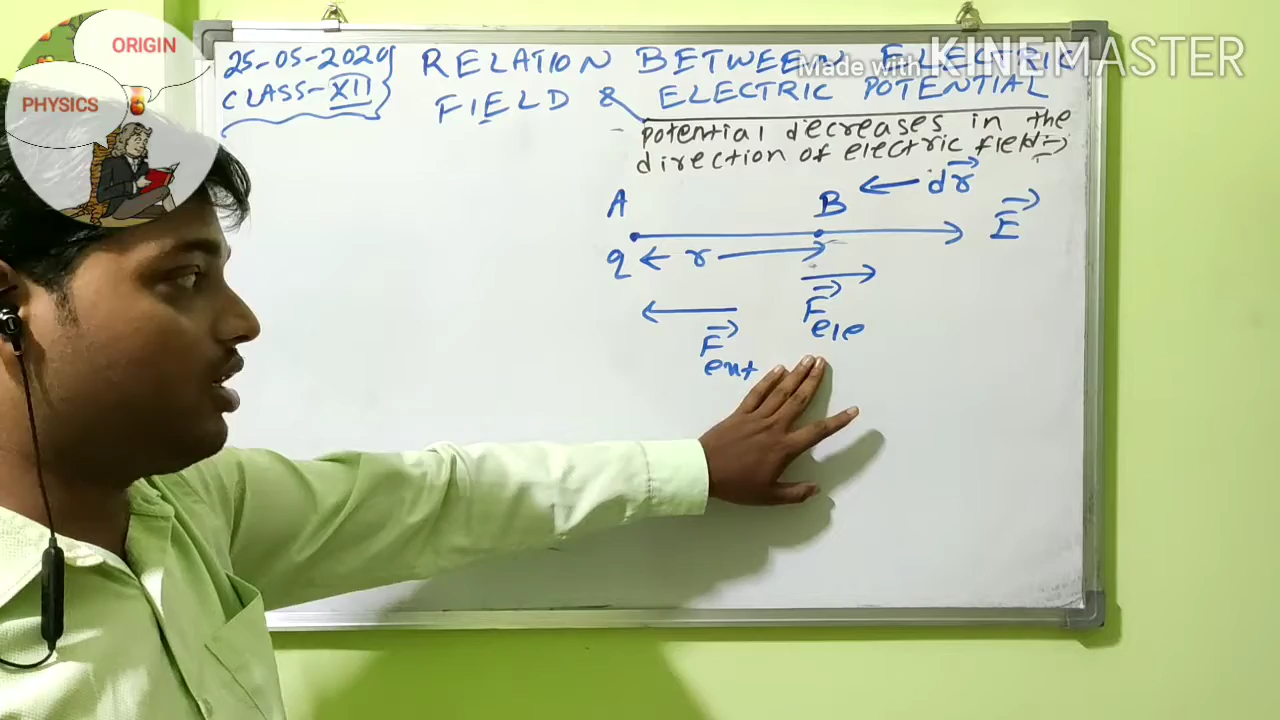 ORIGIN
PHYSICS
Made with KINEMASTER
25-05-2020
CLASS-XII
RELATION BETWEEN ELECTRIC
FIELD & ELECTRIC POTENTIAL
potential decreases in the
direction of electric field:-)
A
B
dr
E
q
r
F
ele
F
ext